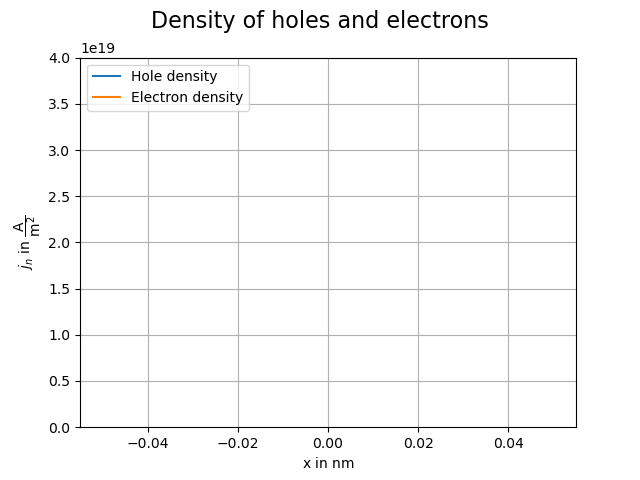 Density of holes and electrons
1e19
4.0
3.5
3.0
2.5
2.0
1.5
1.0
0.5
0.0
Hole density
Electron density
j_n in A/m²
−0.04 −0.02 0.00 0.02 0.04
x in nm